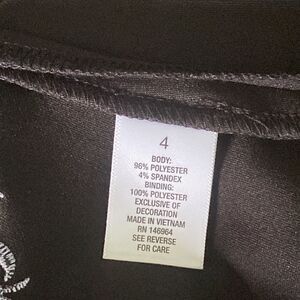 4
BODY:
96% POLYESTER
4% SPANDEX
BINDING:
100% POLYESTER
EXCLUSIVE OF
DECORATION
MADE IN VIETNAM
RN 146964
SEE REVERSE
FOR CARE